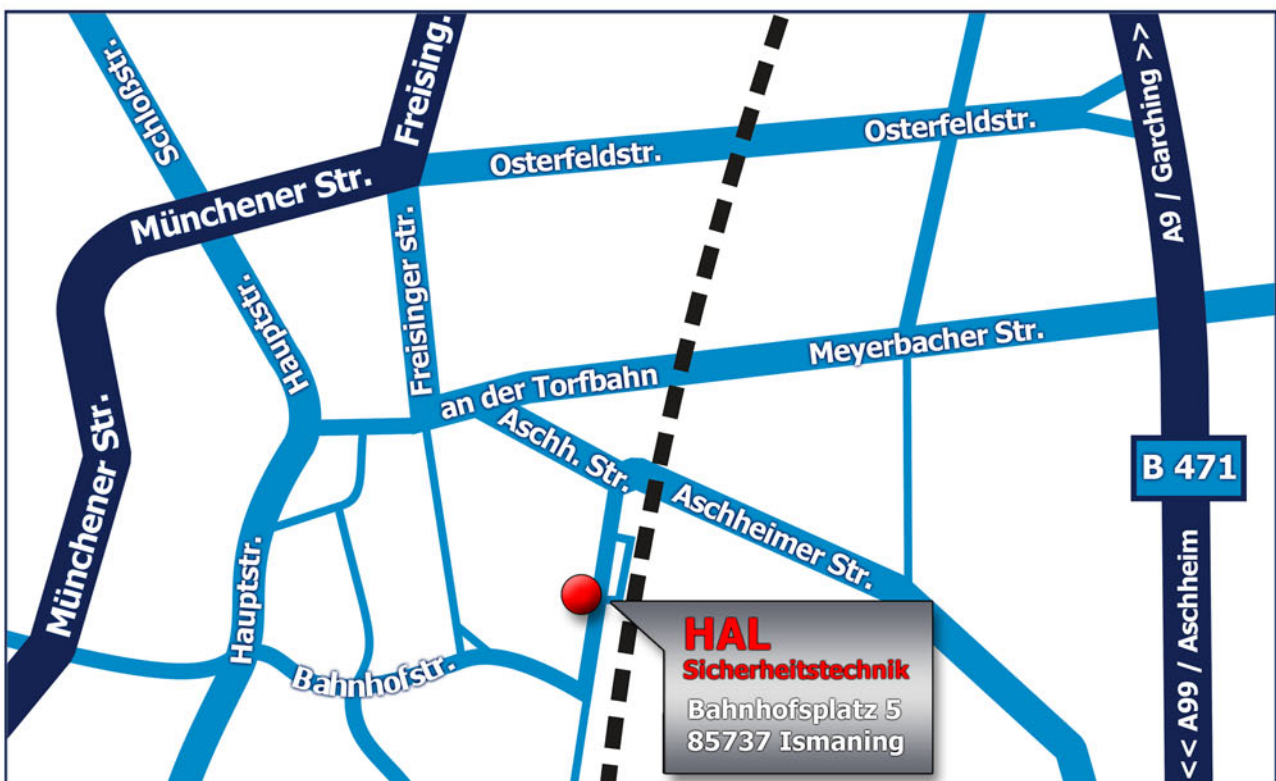 Schloßstr.
Freising.
Münchener Str.
Osterfeldstr.
Osterfeldstr.
A9 / Garching >>
Hauptstr.
Freisinger str.
an der Torfbahn
Meyerbacher Str.
Münchener Str.
Aschh. Str.
Aschheimer Str.
B 471
Hauptstr.
Bahnhofstr.
HAL
Sicherheitstechnik
Bahnhofsplatz 5
85737 Ismaning
<< A99 / Aschheim